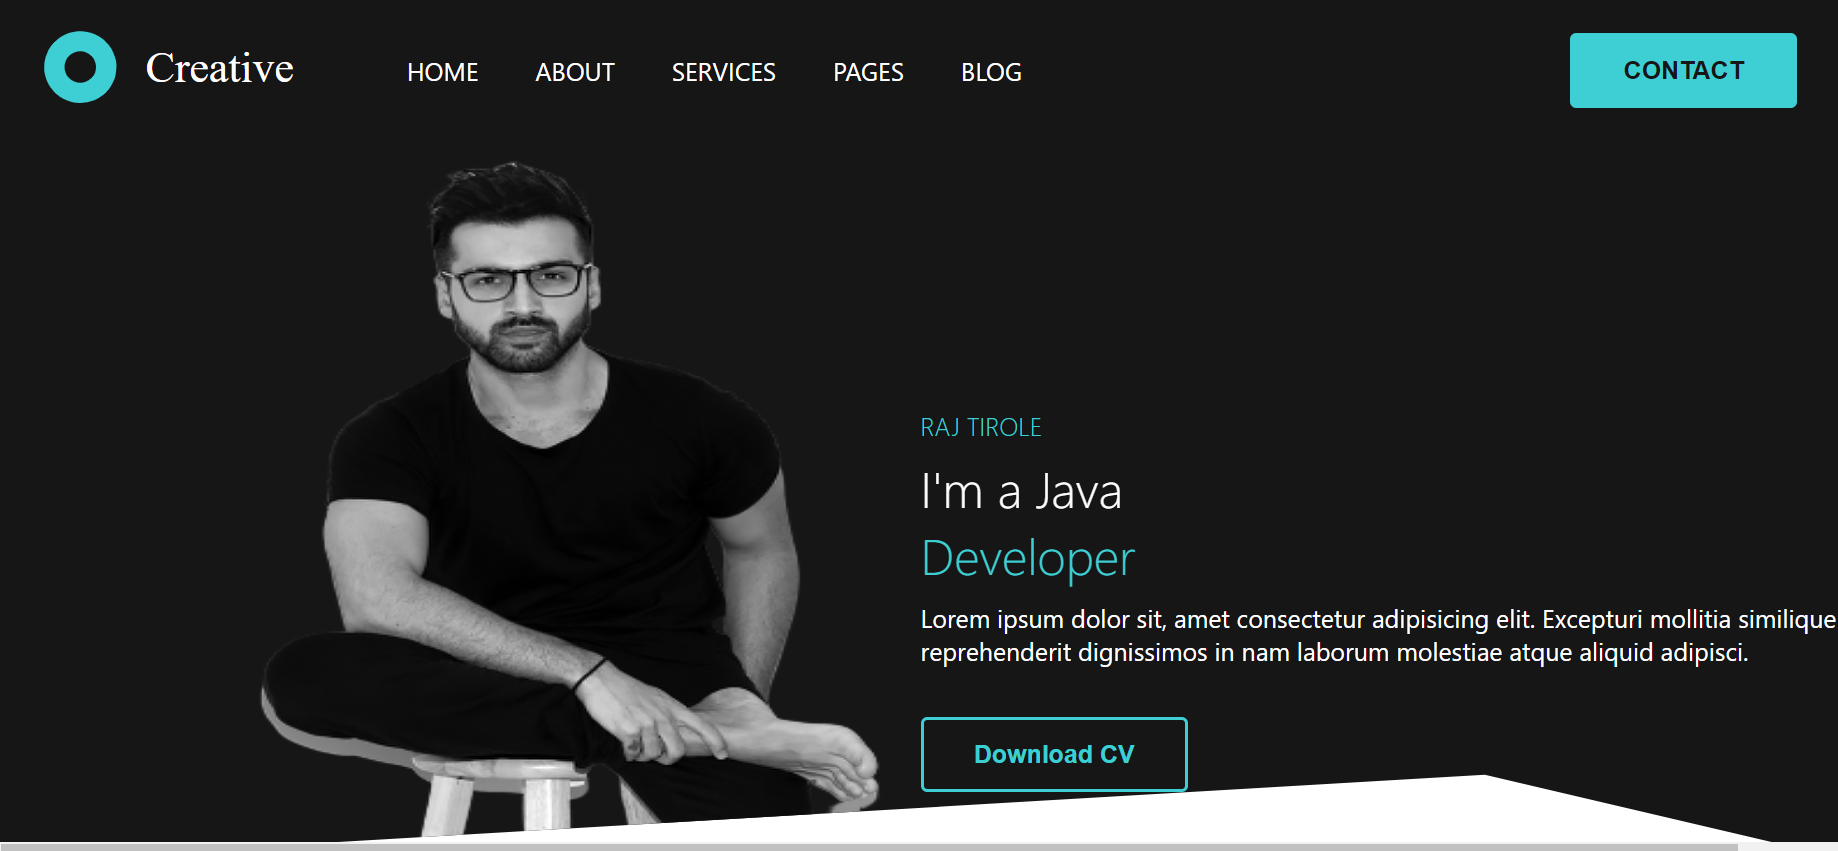 Creative
HOME ABOUT SERVICES PAGES BLOG
CONTACT
RAJ TIROLE
I'm a Java
Developer
Lorem ipsum dolor sit, amet consectetur adipisicing elit. Excepturi mollitia similique
reprehenderit dignissimos in nam laborum molestiae atque aliquid adipisci.
Download CV